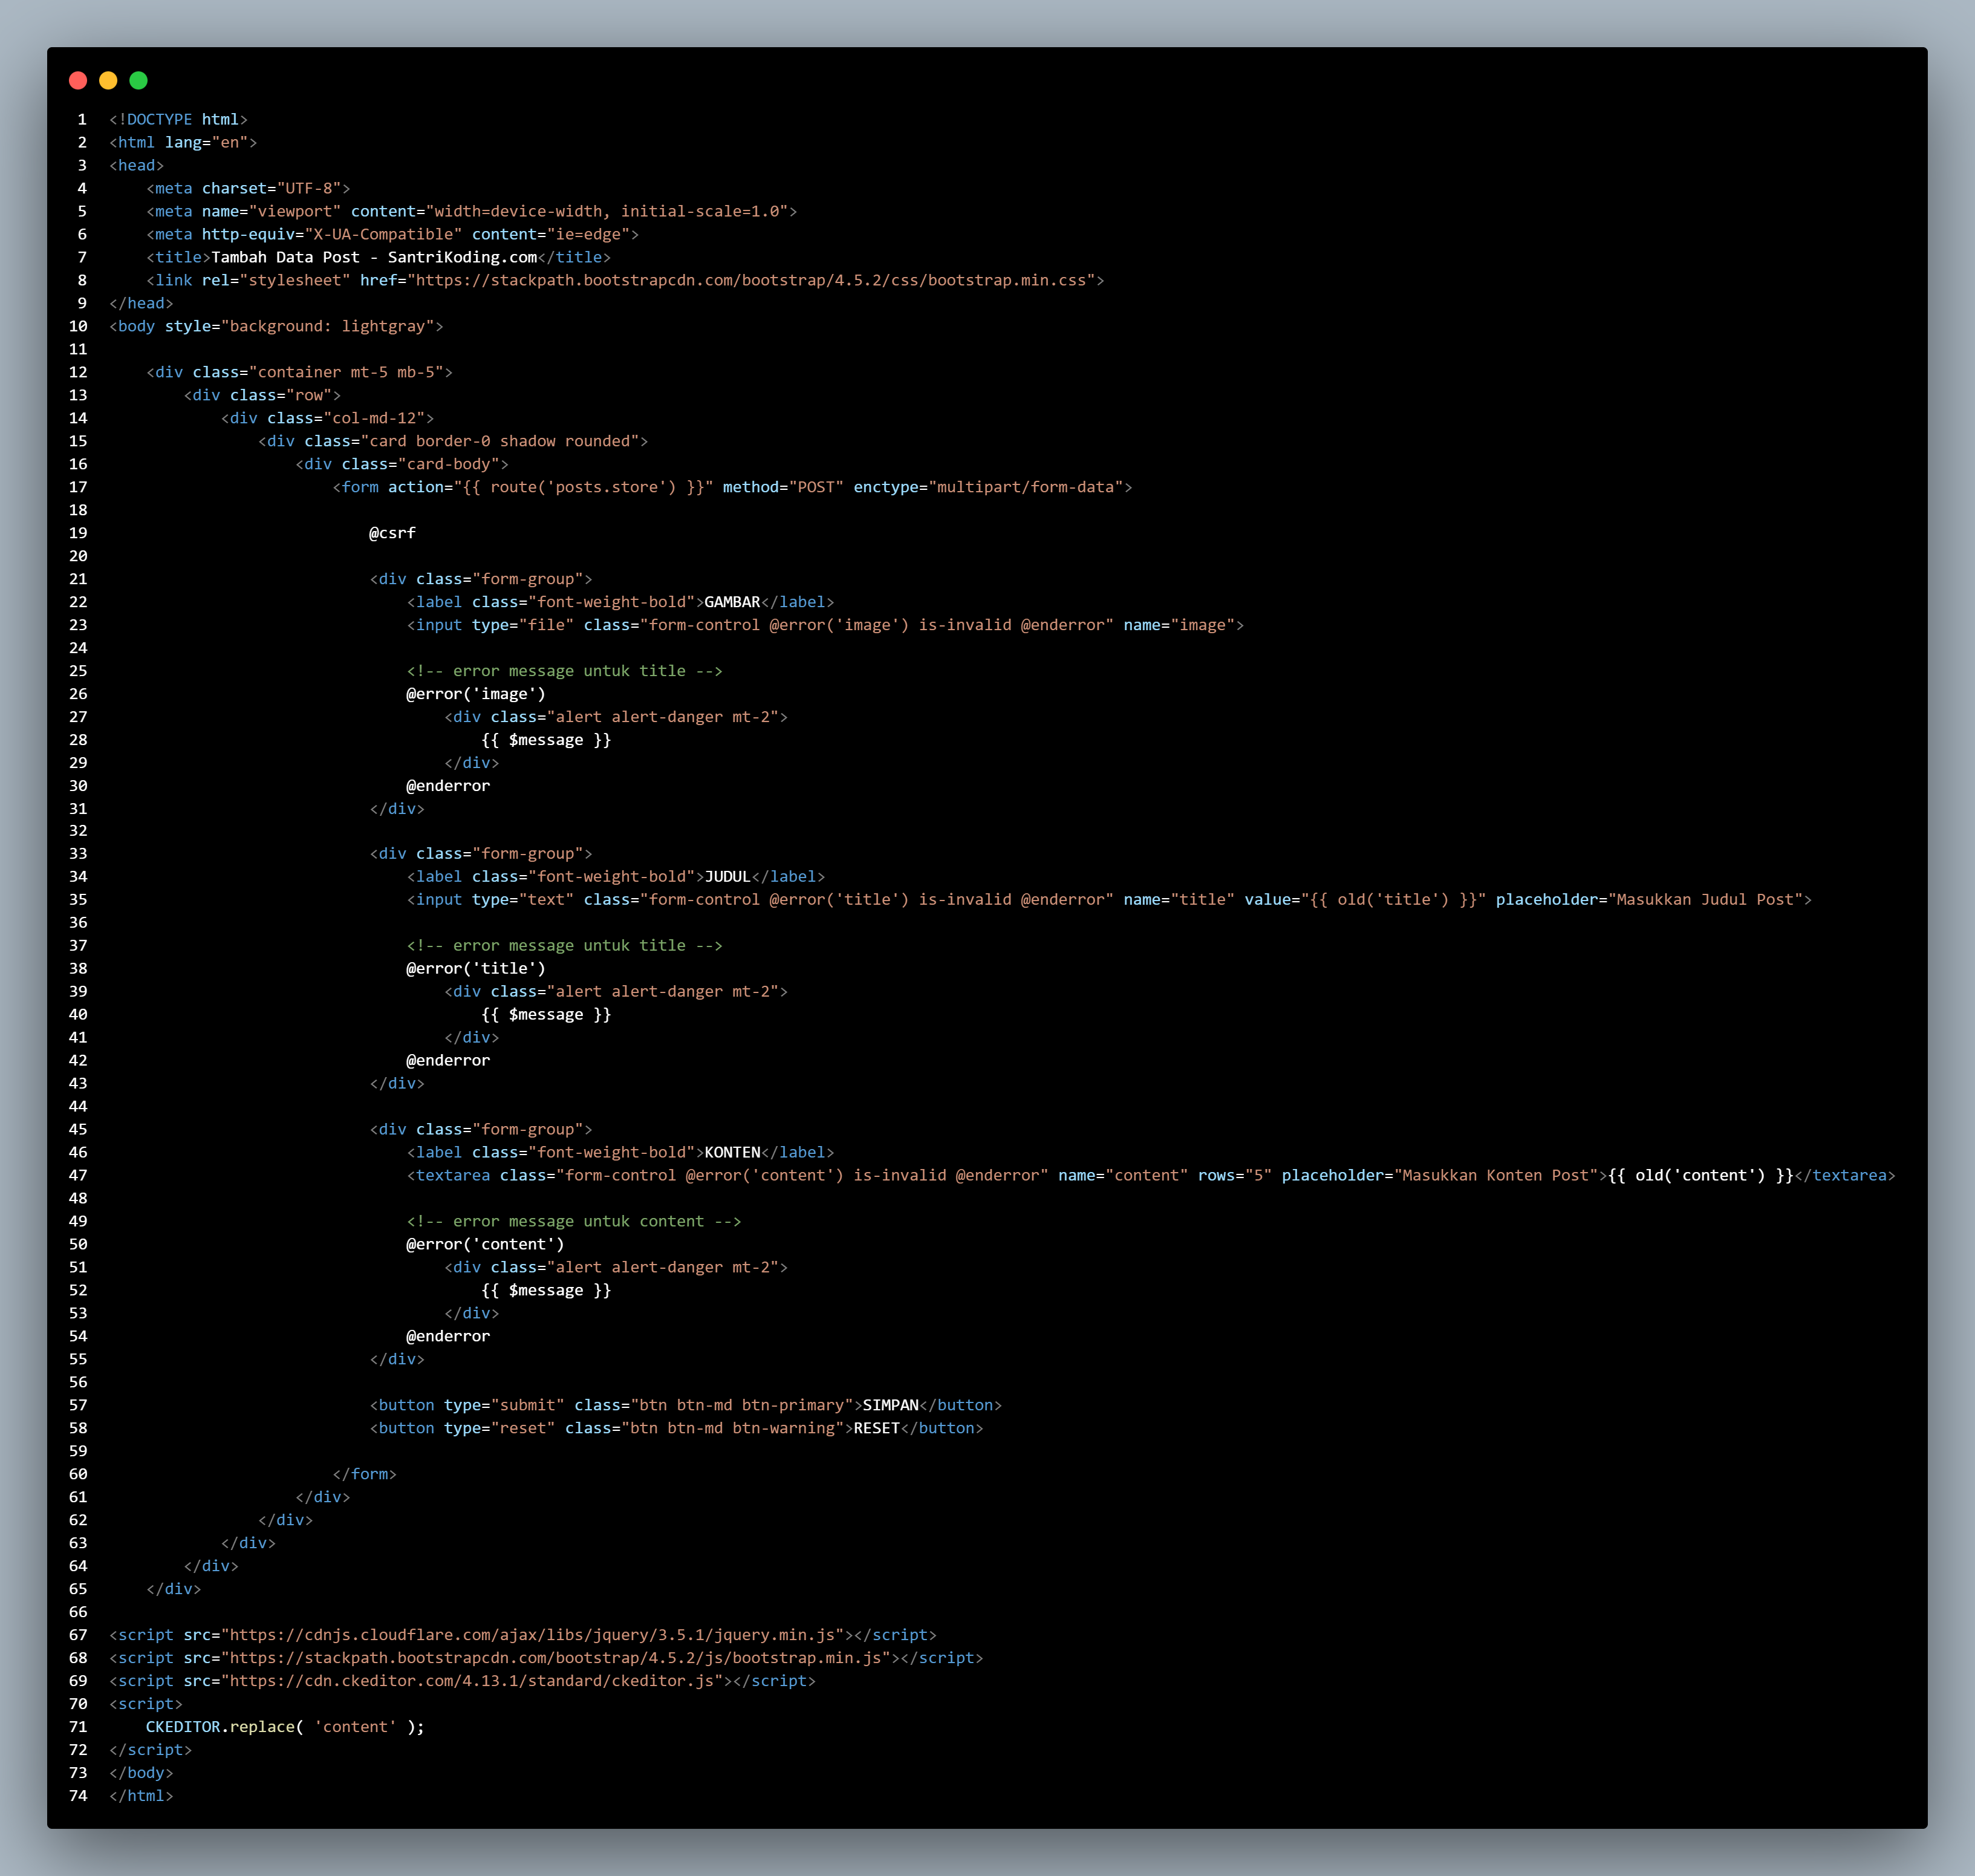 1 <!DOCTYPE html>
2 <html lang="en">
3 <head>
4     <meta charset="UTF-8">
5     <meta name="viewport" content="width=device-width, initial-scale=1.0">
6     <meta http-equiv="X-UA-Compatible" content="ie=edge">
7     <title>Tambah Data Post - SantriKoding.com</title>
8     <link rel="stylesheet" href="https://stackpath.bootstrapcdn.com/bootstrap/4.5.2/css/bootstrap.min.css">
9 </head>
10 <body style="background: lightgray">
11
12     <div class="container mt-5 mb-5">
13         <div class="row">
14             <div class="col-md-12">
15                 <div class="card border-0 shadow rounded">
16                     <div class="card-body">
17                         <form action="{{ route('posts.store') }}" method="POST" enctype="multipart/form-data">
18
19                             @csrf
20
21                             <div class="form-group">
22                                 <label class="font-weight-bold">GAMBAR</label>
23                                 <input type="file" class="form-control @error('image') is-invalid @enderror" name="image">
24
25                                 <!-- error message untuk title -->
26                                 @error('image')
27                                     <div class="alert alert-danger mt-2">
28                                         {{ $message }}
29                                     </div>
30                                 @enderror
31                             </div>
32
33                             <div class="form-group">
34                                 <label class="font-weight-bold">JUDUL</label>
35                                 <input type="text" class="form-control @error('title') is-invalid @enderror" name="title" value="{{ old('title') }}" placeholder="Masukkan Judul Post">
36
37                                 <!-- error message untuk title -->
38                                 @error('title')
39                                     <div class="alert alert-danger mt-2">
40                                         {{ $message }}
41                                     </div>
42                                 @enderror
43                             </div>
44
45                             <div class="form-group">
46                                 <label class="font-weight-bold">KONTEN</label>
47                                 <textarea class="form-control @error('content') is-invalid @enderror" name="content" rows="5" placeholder="Masukkan Konten Post">{{ old('content') }}</textarea>
48
49                                 <!-- error message untuk content -->
50                                 @error('content')
51                                     <div class="alert alert-danger mt-2">
52                                         {{ $message }}
53                                     </div>
54                                 @enderror
55                             </div>
56
57                             <button type="submit" class="btn btn-md btn-primary">SIMPAN</button>
58                             <button type="reset" class="btn btn-md btn-warning">RESET</button>
59
60                         </form>
61                     </div>
62                 </div>
63             </div>
64         </div>
65     </div>
66
67 <script src="https://cdnjs.cloudflare.com/ajax/libs/jquery/3.5.1/jquery.min.js"></script>
68 <script src="https://stackpath.bootstrapcdn.com/bootstrap/4.5.2/js/bootstrap.min.js"></script>
69 <script src="https://cdn.ckeditor.com/4.13.1/standard/ckeditor.js"></script>
70 <script>
71     CKEDITOR.replace( 'content' );
72 </script>
73 </body>
74 </html>